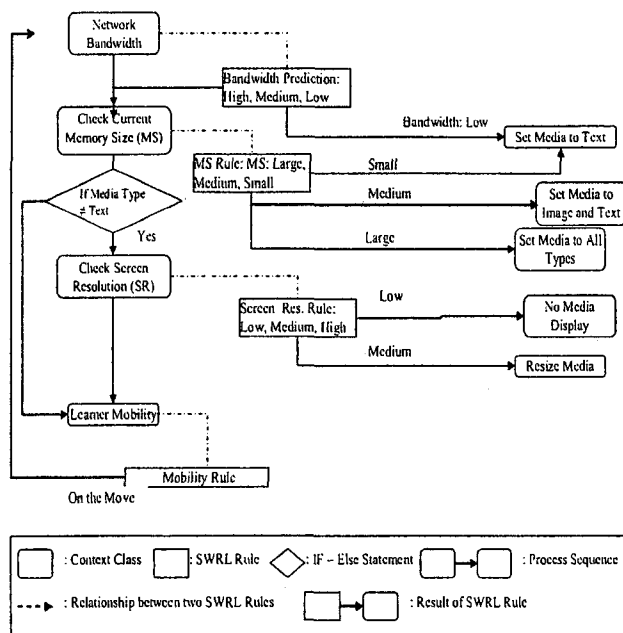 Network
Bandwidth
Bandwidth Prediction:
High, Medium, Low
Bandwidth: Low
Set Media to Text
Check Current
Memory Size (MS)
MS Rule: MS: Large,
Medium, Small
Small
Medium
Set Media to
Image and Text
Large
Set Media to All
Types
If Media Type
≠ Text
Yes
Check Screen
Resolution (SR)
Screen Res. Rule:
Low, Medium, High
Low
No Media
Display
Medium
Resize Media
Learner Mobility
Mobility Rule
On the Move
: Context Class
: SWRL Rule
: IF – Else Statement
: Process Sequence
: Relationship between two SWRL Rules
: Result of SWRL Rule